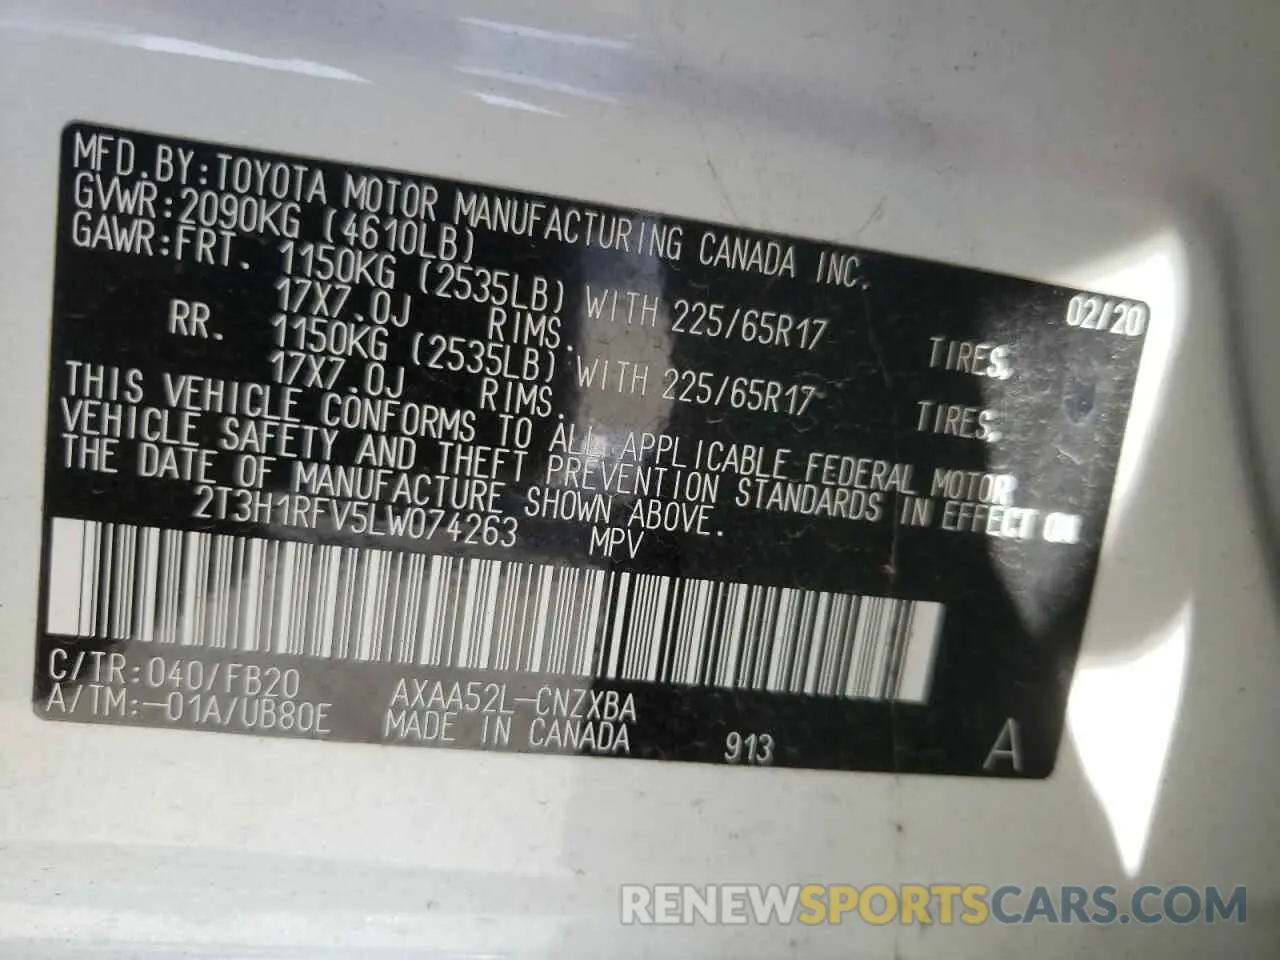 MFD.BY:TOYOTA MOTOR MANUFACTURING CANADA INC.
GVWR:2090KG (4610LB) 02/20
GAWR:FRT. 1150KG (2535LB) WITH 225/65R17 TIRES,
17X7.0J RIMS.
RR. 1150KG (2535LB) WITH 225/65R17 TIRES,
17X7.0J RIMS.
THIS VEHICLE CONFORMS TO ALL APPLICABLE FEDERAL MOTOR
VEHICLE SAFETY AND THEFT PREVENTION STANDARDS IN EFFECT ON
THE DATE OF MANUFACTURE SHOWN ABOVE.
2T3H1RFV5LW074263 MPV
C/TR:040/FB20 AXAA52L-CNZXBA
A/TM:-01A/UB80E MADE IN CANADA 913 A
RENEWSPORTSCARS.COM